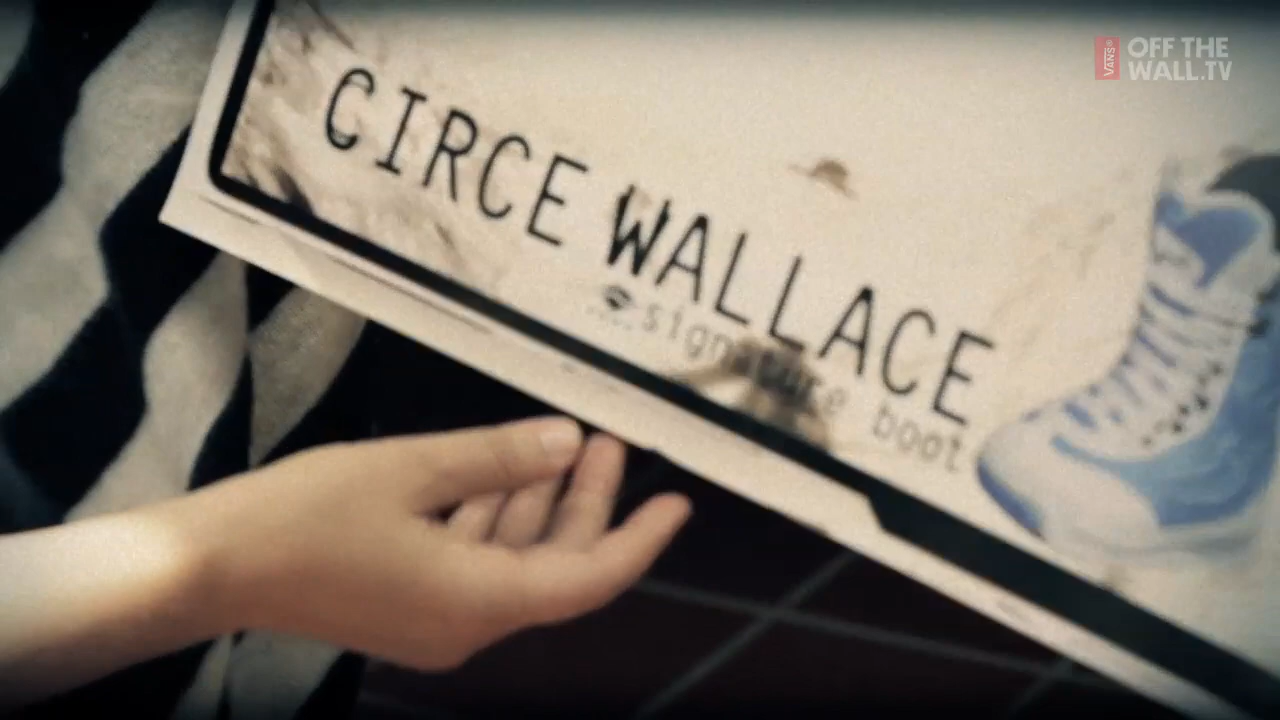 VANS
OFF THE
WALL.TV
CIRCE WALLACE
signature boot